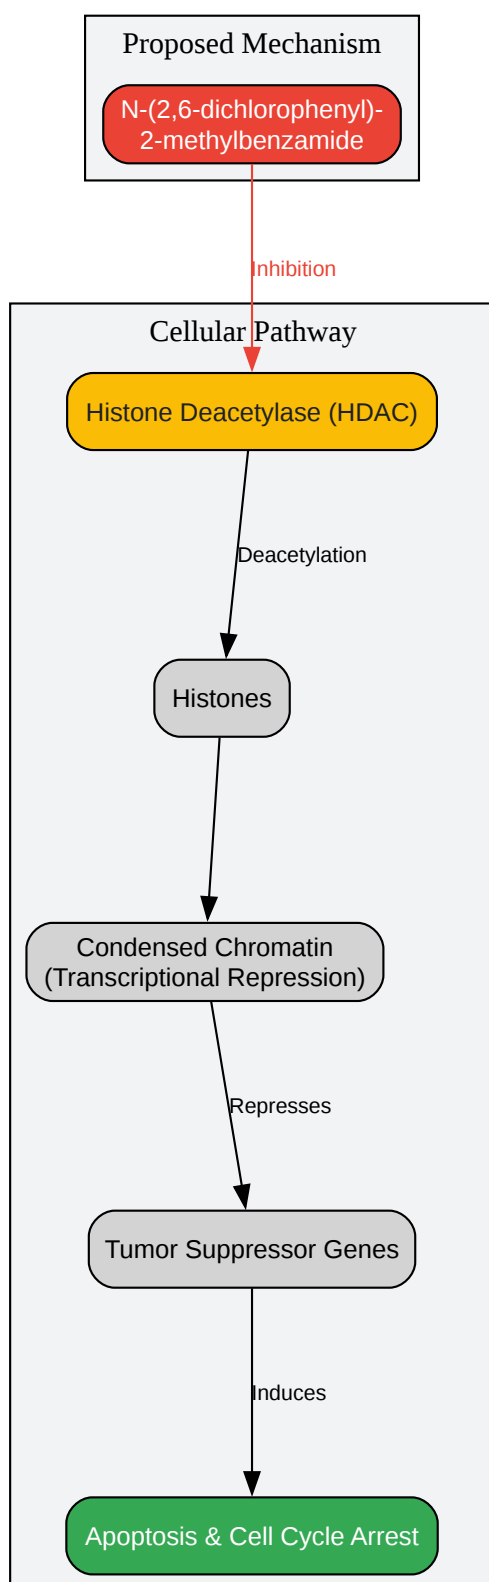 Proposed Mechanism
N-(2,6-dichlorophenyl)-
2-methylbenzamide
Inhibition
Cellular Pathway
Histone Deacetylase (HDAC)
Deacetylation
Histones
Condensed Chromatin
(Transcriptional Repression)
Represses
Tumor Suppressor Genes
Induces
Apoptosis & Cell Cycle Arrest